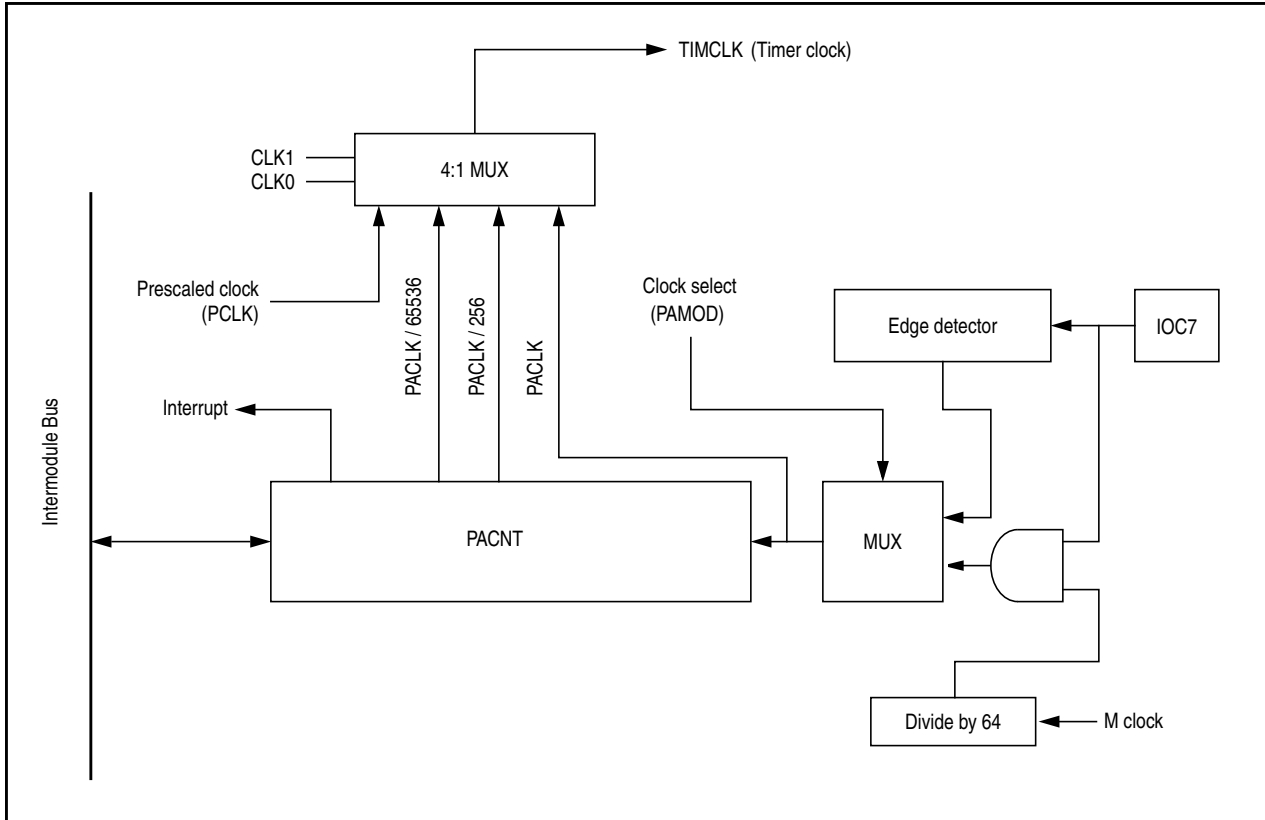 TIMCLK (Timer clock)
CLK1
CLK0
4:1 MUX
Prescaled clock
(PCLK)
PACLK / 65536
PACLK / 256
PACLK
Clock select
(PAMOD)
Edge detector
IOC7
Interrupt
Intermodule Bus
PACNT
MUX
Divide by 64
M clock